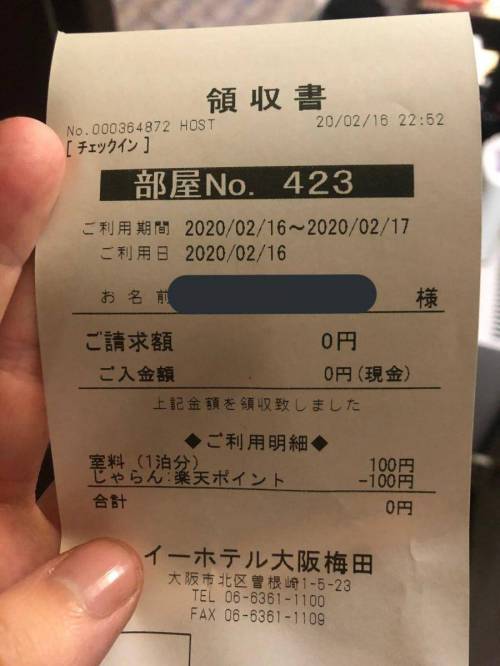 領収書
No.000364872 HOST 20/02/16 22:52
[チェックイン]
部屋No. 423
ご利用期間 2020/02/16～2020/02/17
ご利用日 2020/02/16
お名前 様
ご請求額 0円
ご入金額 0円(現金)
上記金額を領収致しました
◆ご利用明細◆
室料(1泊分) 100円
じゃらん:楽天ポイント -100円
合計 0円
イーホテル大阪梅田
大阪市北区曽根崎1-5-23
TEL 06-6361-1100
FAX 06-6361-1109